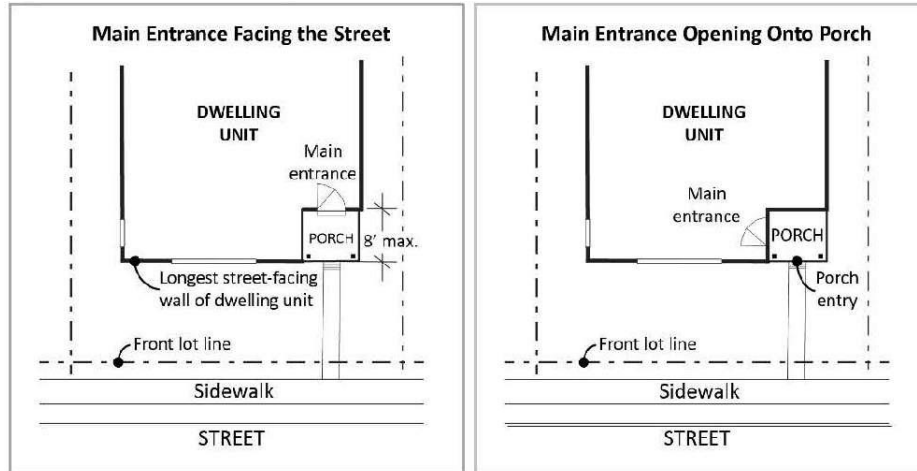 Main Entrance Facing the Street
DWELLING
UNIT
Main
entrance
PORCH
8' max.
Longest street-facing
wall of dwelling unit
Front lot line
Sidewalk
STREET
Main Entrance Opening Onto Porch
DWELLING
UNIT
Main
entrance
PORCH
Porch
entry
Front lot line
Sidewalk
STREET